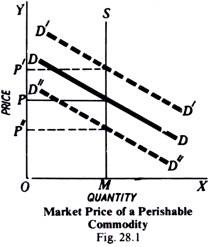 Y
S
D'
P'
D
D"
P
P"
D'
D
D"
PRICE
O
M
X
QUANTITY
Market Price of a Perishable
Commodity
Fig. 28.1